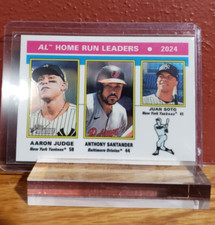 AL HOME RUN LEADERS ★ 2024
AARON JUDGE
New York Yankees 58
ANTHONY SANTANDER
Baltimore Orioles 44
JUAN SOTO
New York Yankees 41